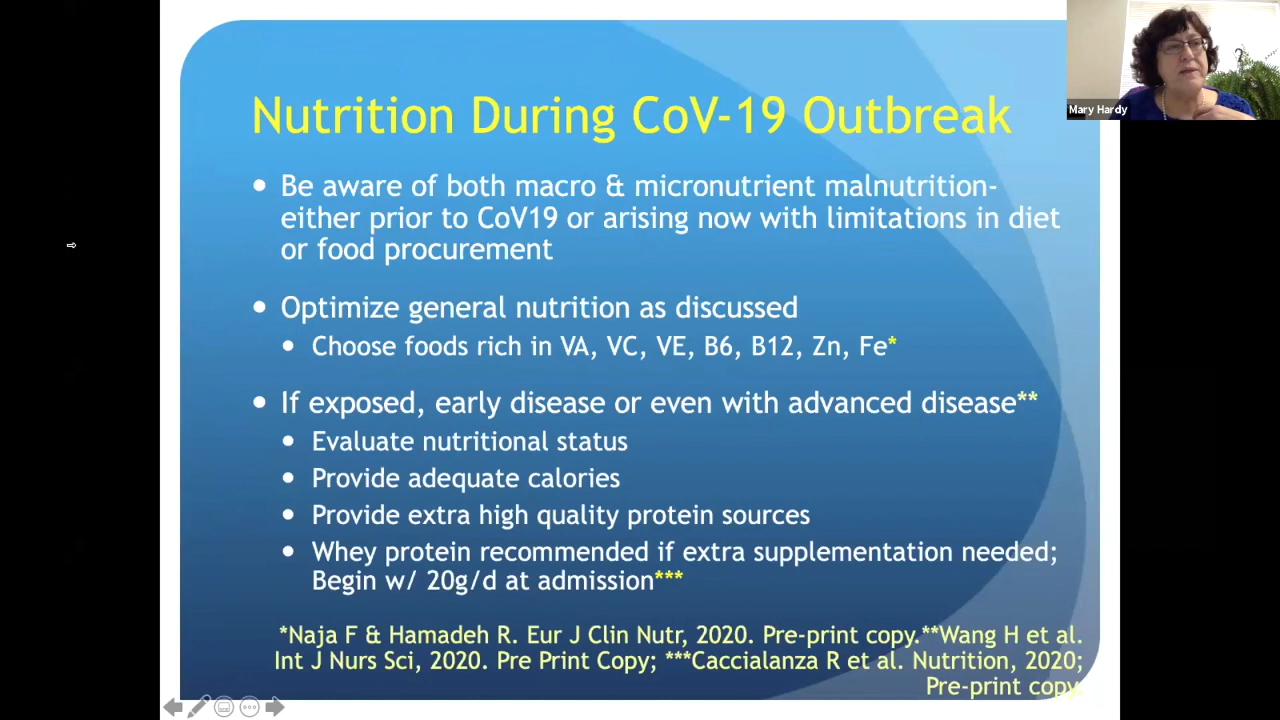 Mary Hardy
Nutrition During CoV-19 Outbreak
• Be aware of both macro & micronutrient malnutrition-
either prior to CoV19 or arising now with limitations in diet
or food procurement
• Optimize general nutrition as discussed
• Choose foods rich in VA, VC, VE, B6, B12, Zn, Fe*
• If exposed, early disease or even with advanced disease**
• Evaluate nutritional status
• Provide adequate calories
• Provide extra high quality protein sources
• Whey protein recommended if extra supplementation needed;
Begin w/ 20g/d at admission***
*Naja F & Hamadeh R. Eur J Clin Nutr, 2020. Pre-print copy.**Wang H et al.
Int J Nurs Sci, 2020. Pre Print Copy; ***Caccialanza R et al. Nutrition, 2020;
Pre-print copy.